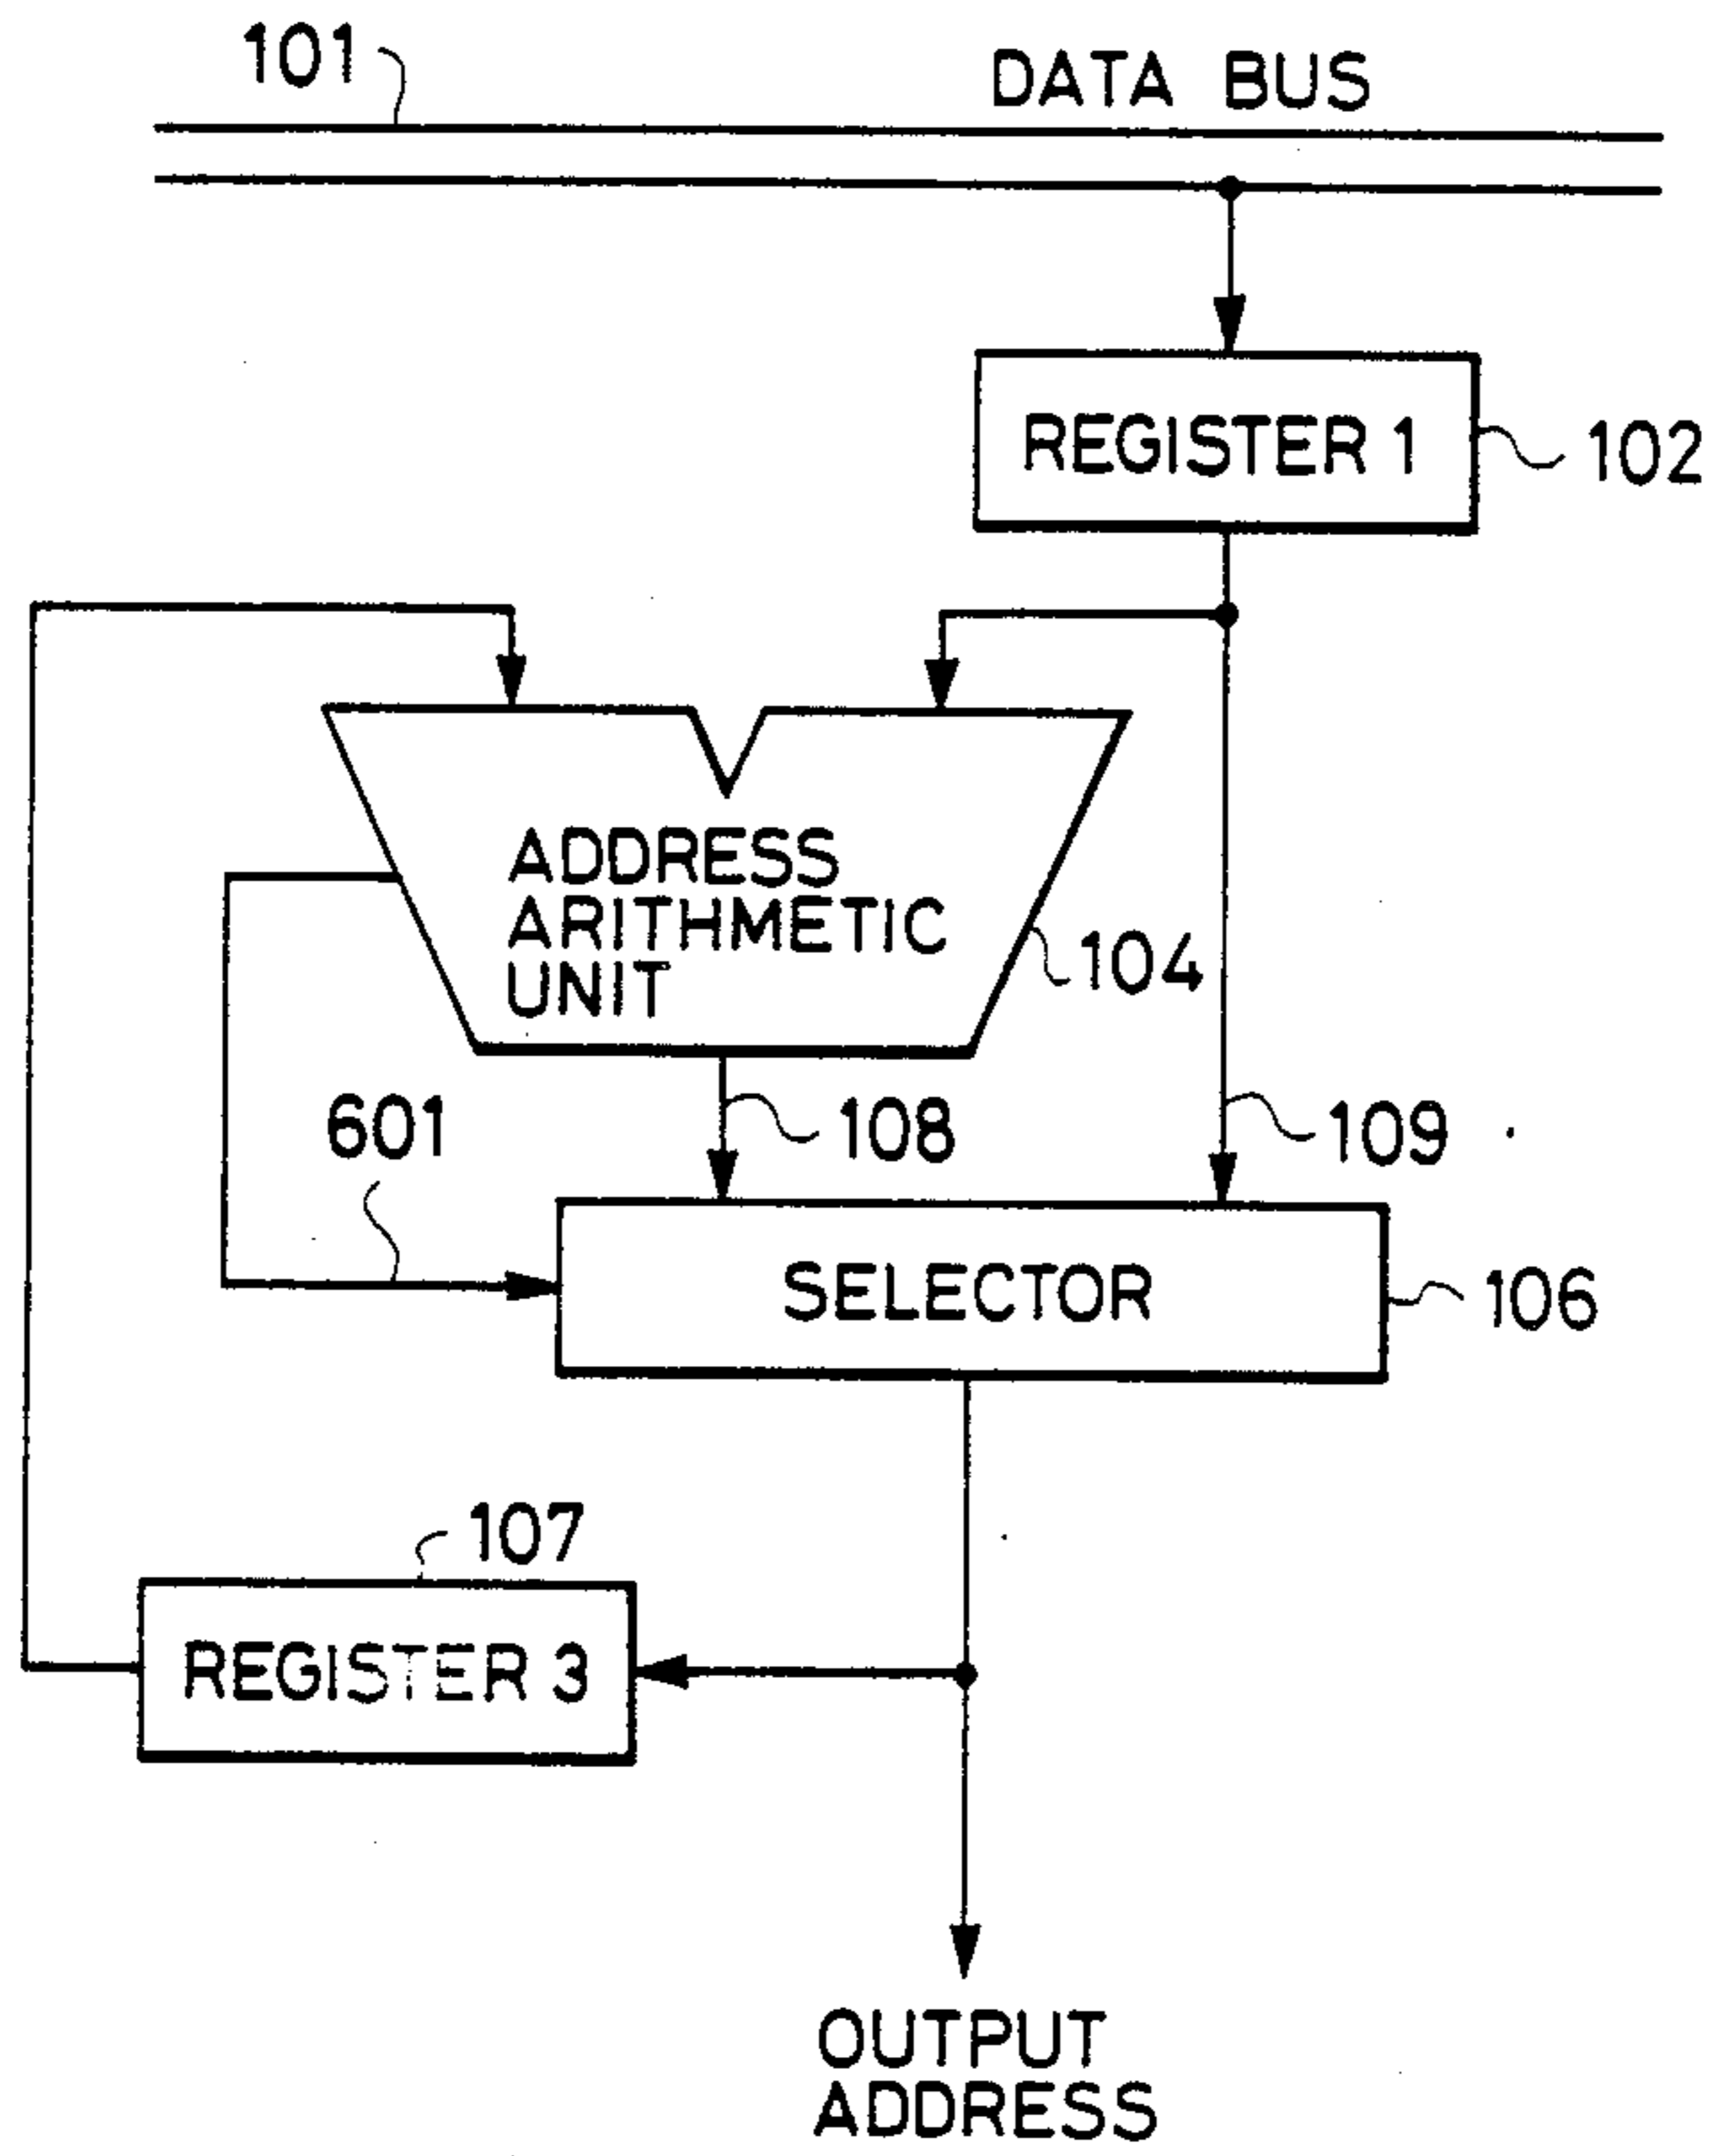 101
DATA BUS
REGISTER 1
102
ADDRESS
ARITHMETIC
UNIT
104
601
108
109
SELECTOR
106
107
REGISTER 3
OUTPUT
ADDRESS